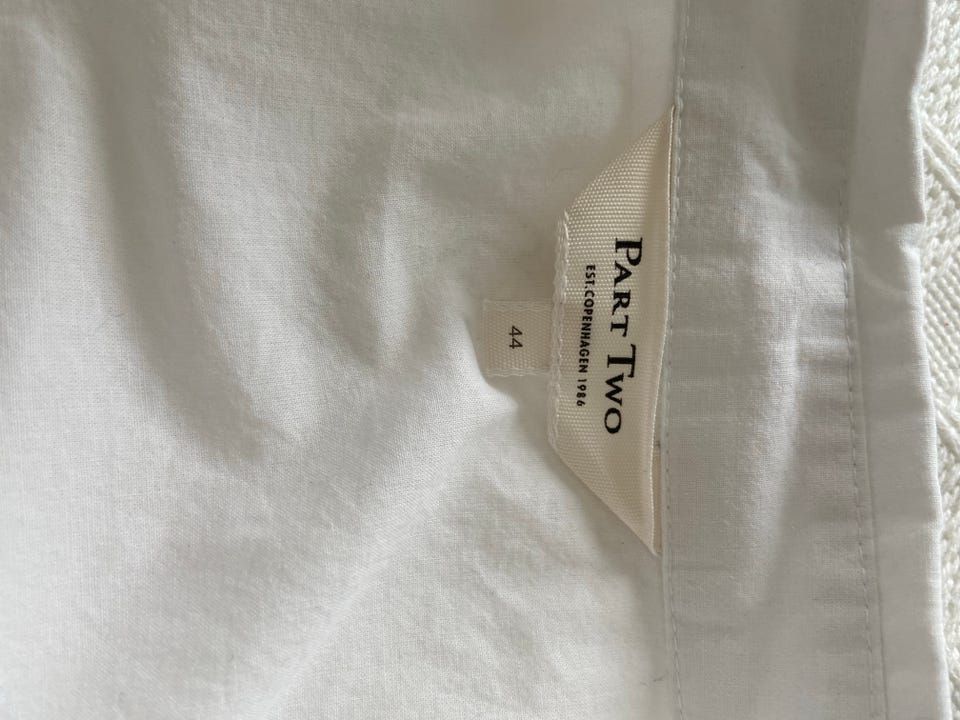 PART TWO
EST. COPENHAGEN 1986
44